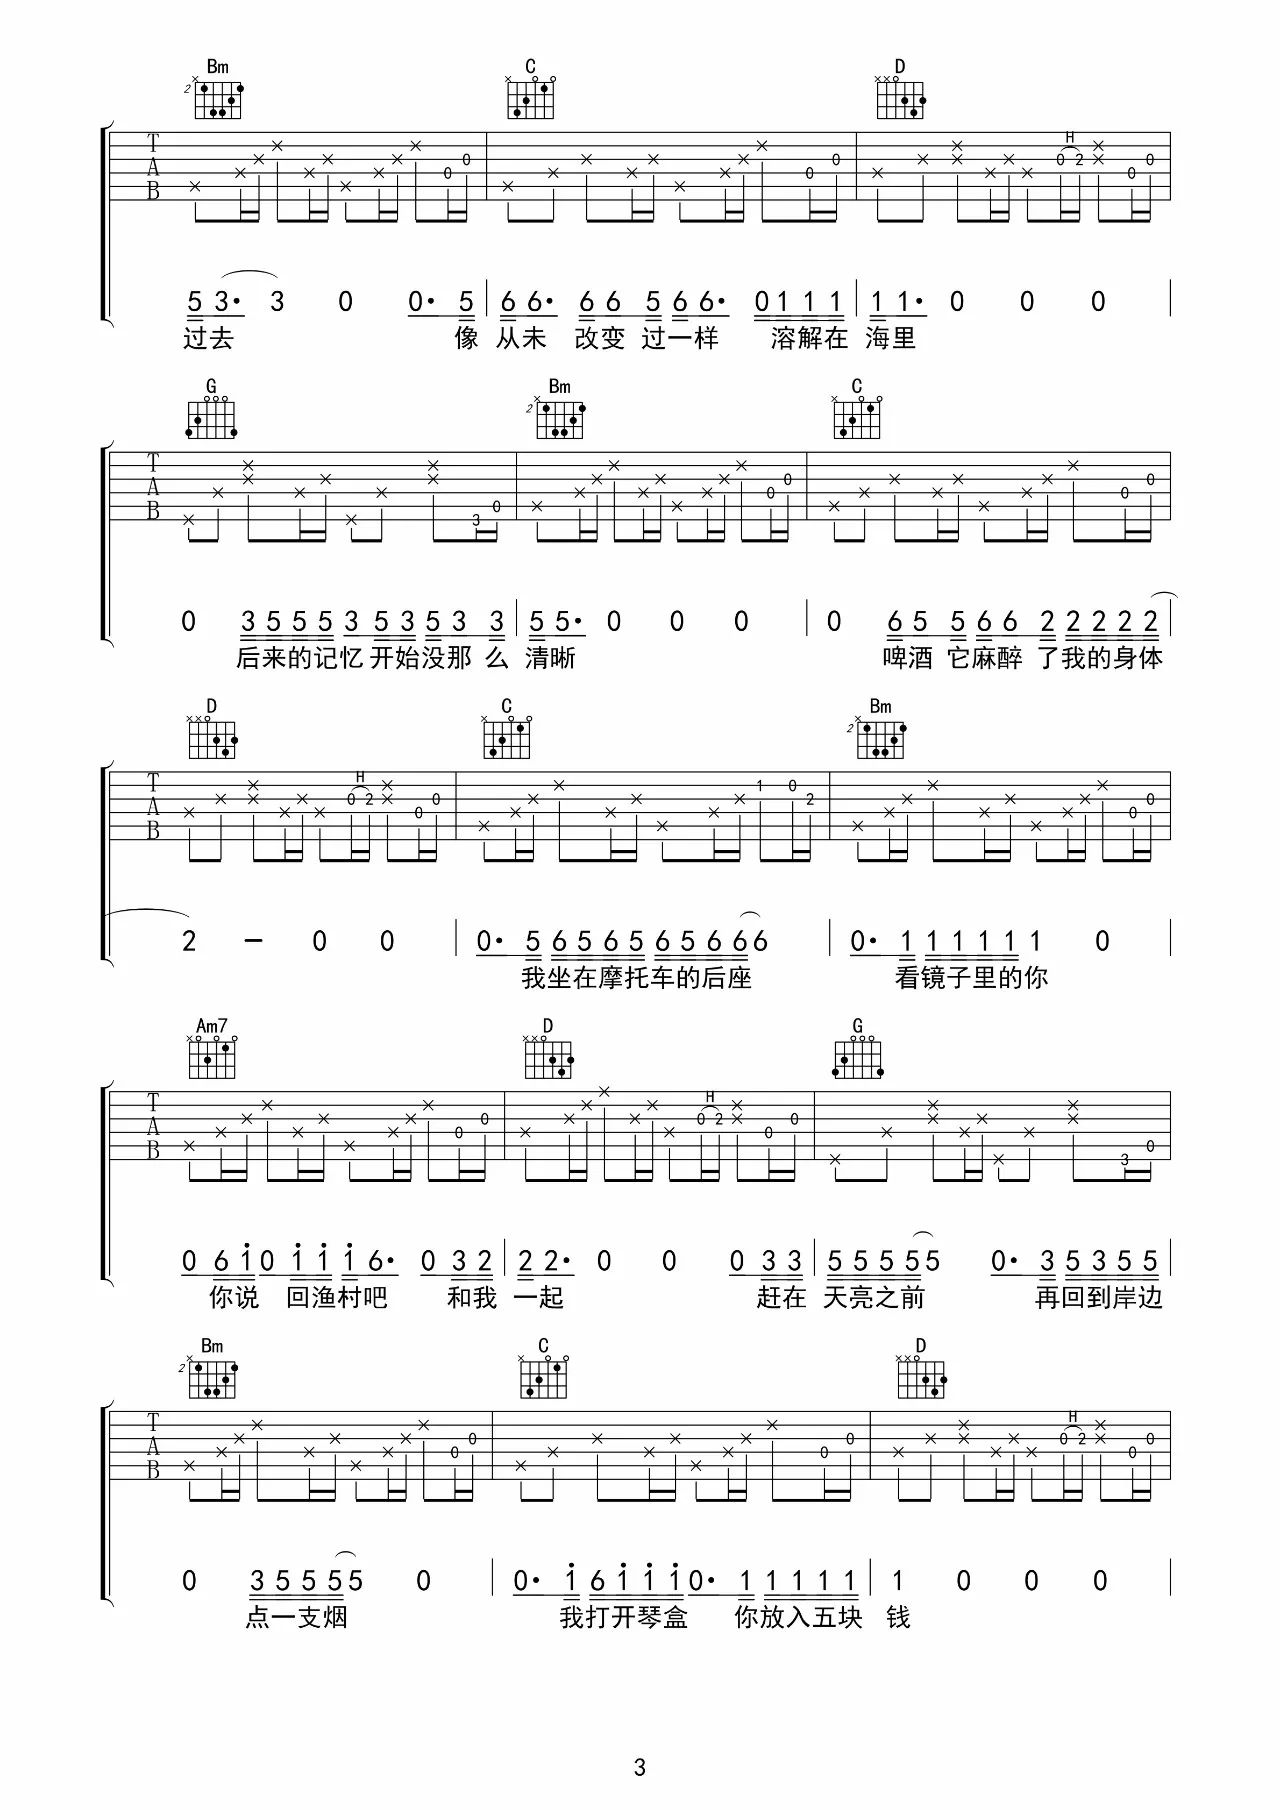 Bm C D
2
T H
A 0 0 0 0 2 0 0
B
5 3· 3 0 0· 5 6 6· 6 6 5 6 6· 0 1 1 1 1 1· 0 0 0
过去 像 从未 改变 过一样 溶解在 海里
G Bm C
2
T
A 0 0 0 0
B 3 0
0 3 5 5 5 3 5 3 5 3 3 5 5· 0 0 0 0 6 5 5 6 6 2 2 2 2 2
后来的记忆 开始没那 么 清晰 啤酒 它麻醉 了我的身体
D C Bm
2
T H 1 0
A 0 2 0 0 2 0 0
B
2 – 0 0 0· 5 6 5 6 5 6 5 6 6 6 0· 1 1 1 1 1 1 0
我坐在摩托车的后座 看镜子里的你
Am7 D G
T H
A 0 0 0 2 0 0
B 3 0
0 6 1 0 1 1 1 6· 0 3 2 2 2· 0 0 0 3 3 5 5 5 5 5 0· 3 5 3 5 5
你说 回渔村吧 和我 一起 赶在 天亮之前 再回到岸边
Bm C D
2
T H
A 0 0 0 0 0 2 0 0
B
0 3 5 5 5 5 0 0· 1 6 1 1 1 0· 1 1 1 1 1 1 0 0 0
点一支烟 我打开琴盒 你放入五块 钱
3